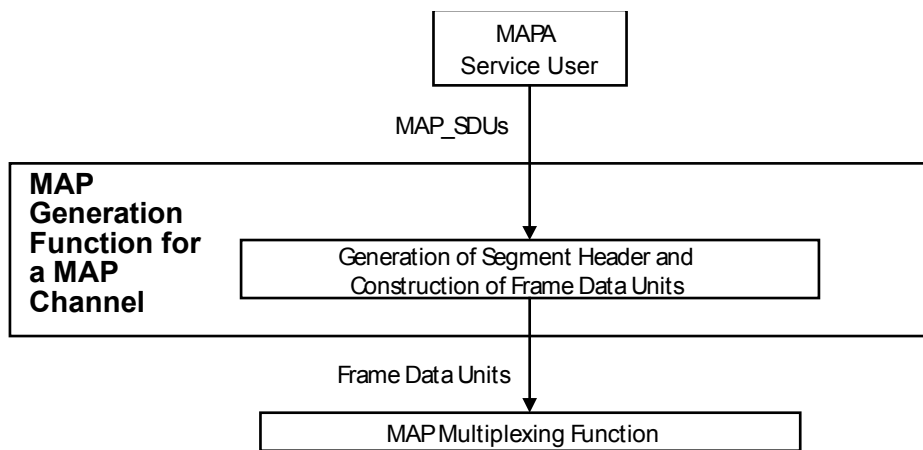 MAPA
Service User
MAP_SDUs
MAP
Generation
Function for
a MAP
Channel
Generation of Segment Header and
Construction of Frame Data Units
Frame Data Units
MAP Multiplexing Function